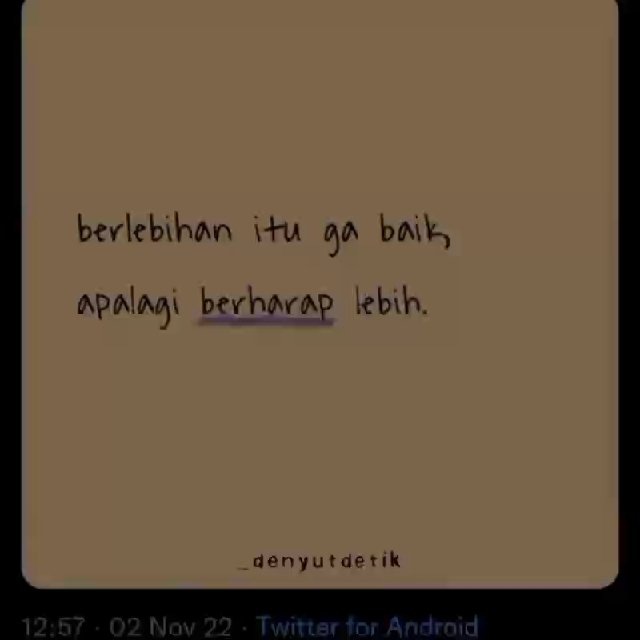 berlebihan itu ga baik,
apalagi berharap lebih.
_denyutdetik
12:57 · 02 Nov 22 · Twitter for Android